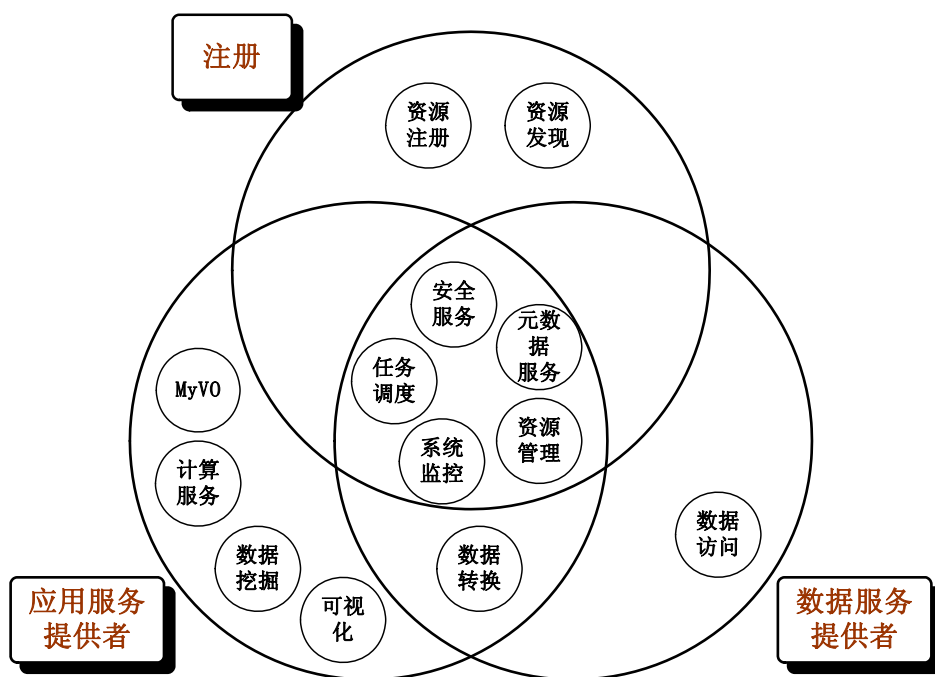 注册
资源
注册
资源
发现
安全
服务
元数
据
服务
任务
调度
MyVO
系统
监控
资源
管理
计算
服务
数据
访问
数据
挖掘
数据
转换
可视
化
应用服务
提供者
数据服务
提供者